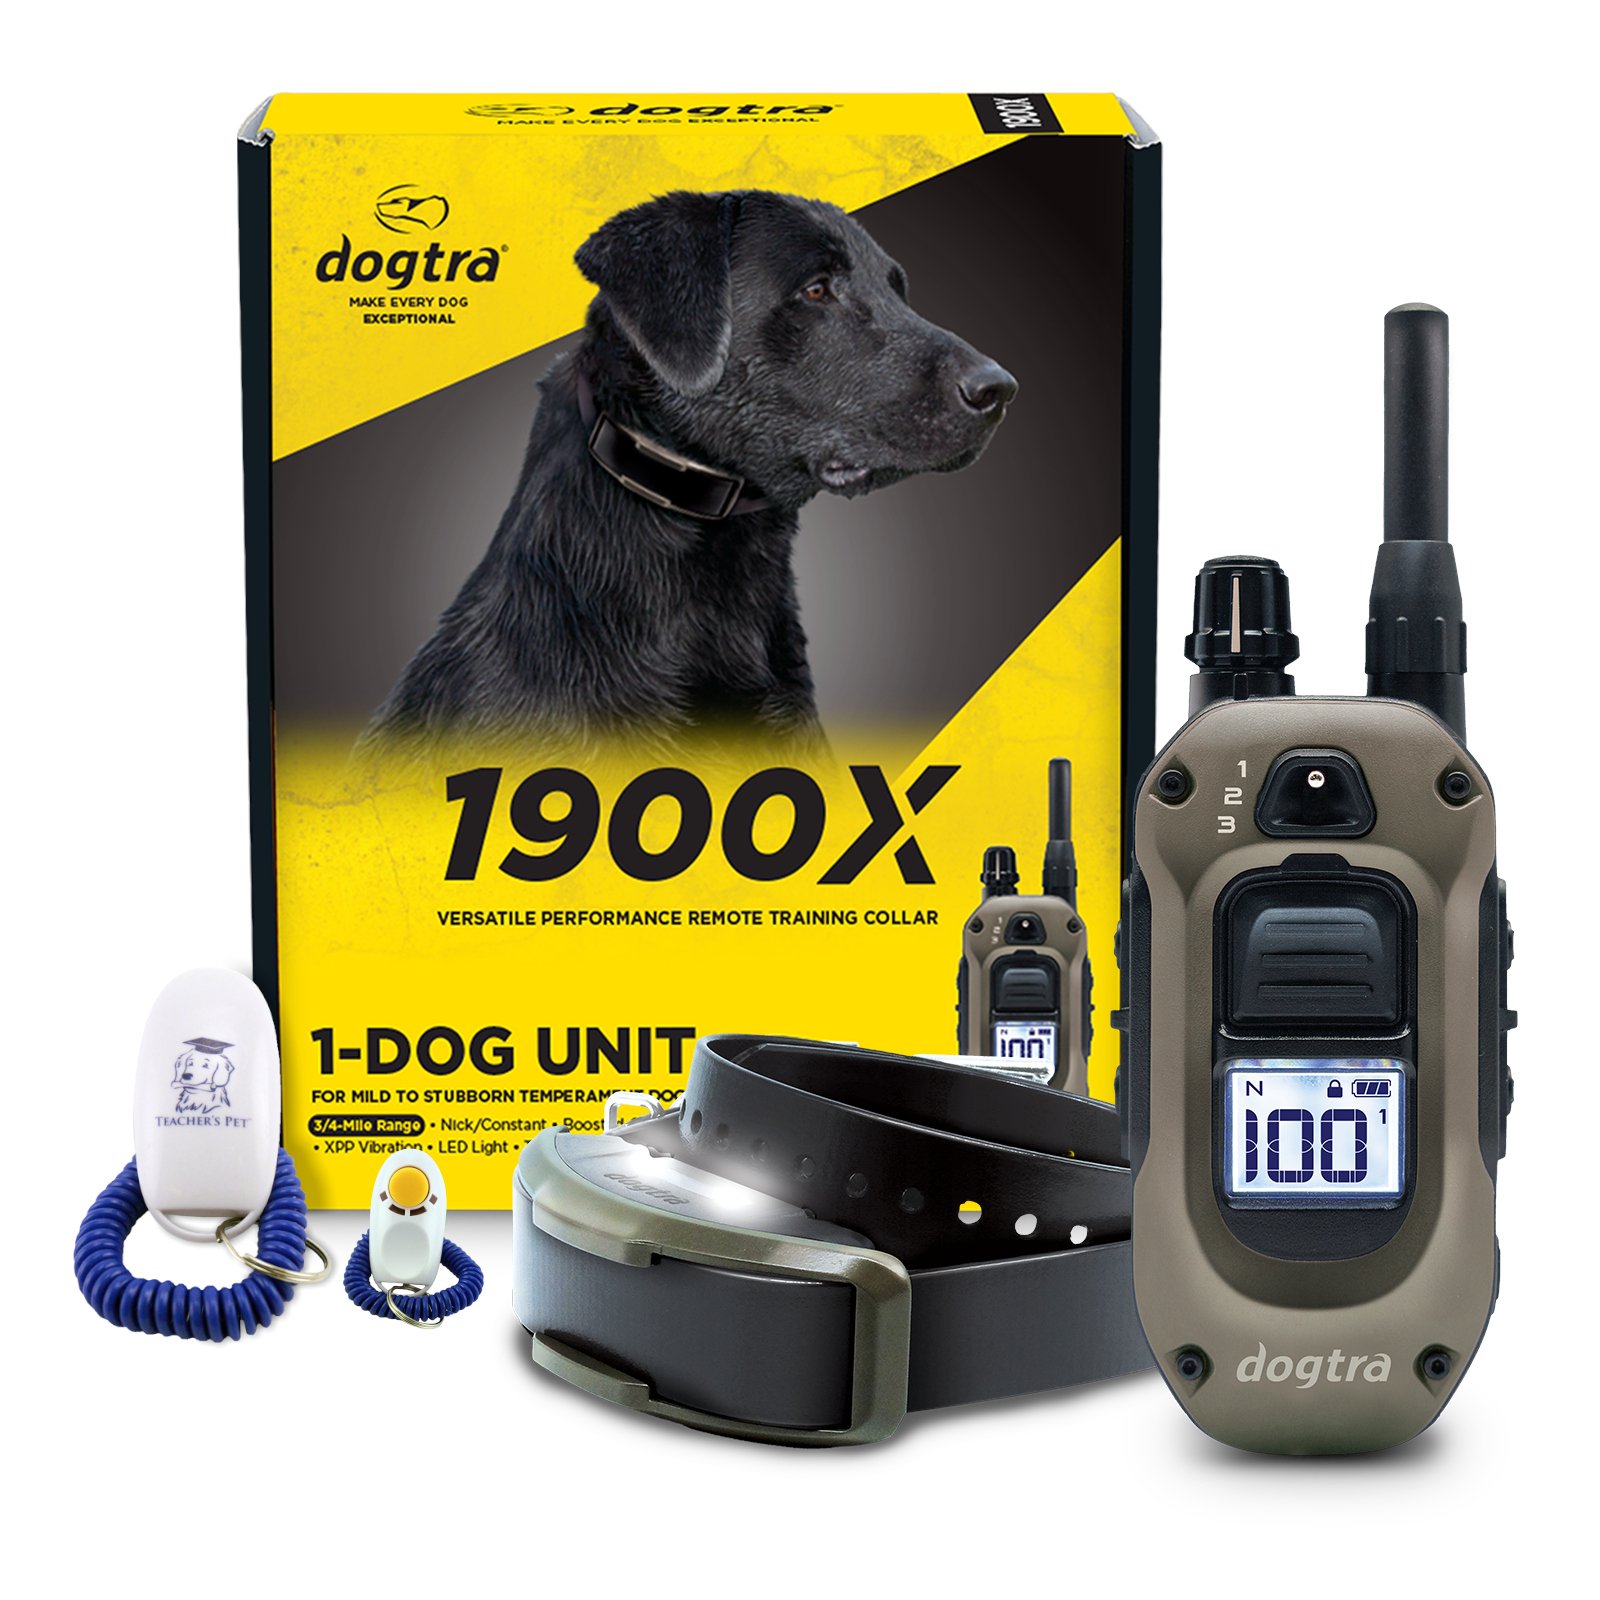 dogtra
MAKE EVERY DOG EXCEPTIONAL
1900X
dogtra
MAKE EVERY DOG
EXCEPTIONAL
1900X
VERSATILE PERFORMANCE REMOTE TRAINING COLLAR
1-DOG UNIT
FOR MILD TO STUBBORN TEMPERAMENT
3/4-Mile Range • Nick/Constant •
• XPP Vibration • LED Light •
N
100
TEACHER'S PET
dogtra
1
2
3
N
100
1
dogtra